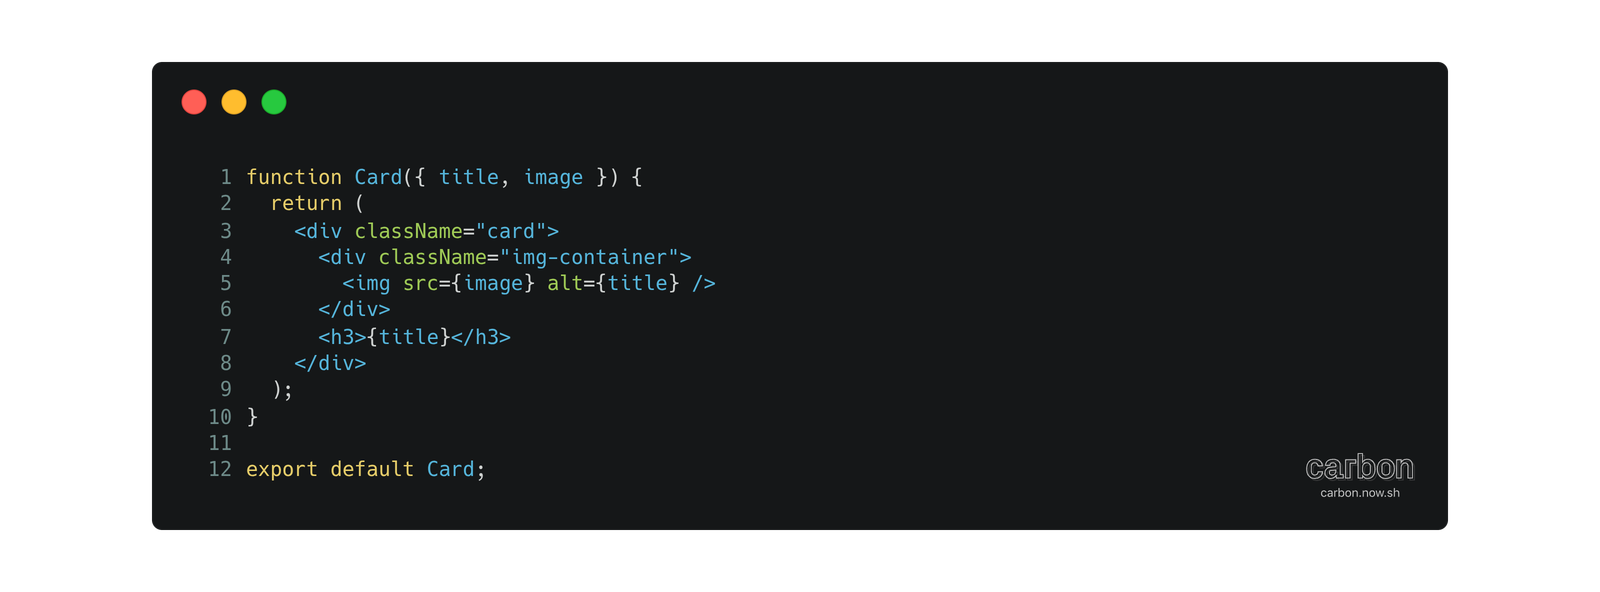 1 function Card({ title, image }) {
2   return (
3     <div className="card">
4       <div className="img-container">
5         <img src={image} alt={title} />
6       </div>
7       <h3>{title}</h3>
8     </div>
9   );
10 }
11
12 export default Card;
carbon
carbon.now.sh